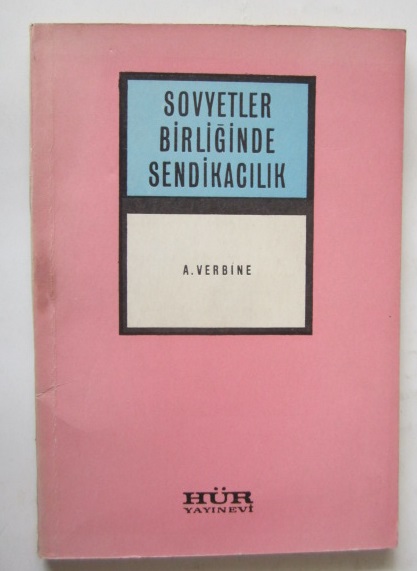 SOVYETLER
BİRLİĞİNDE
SENDİKACILIK
A. VERBINE
HÜR
YAYINEVİ